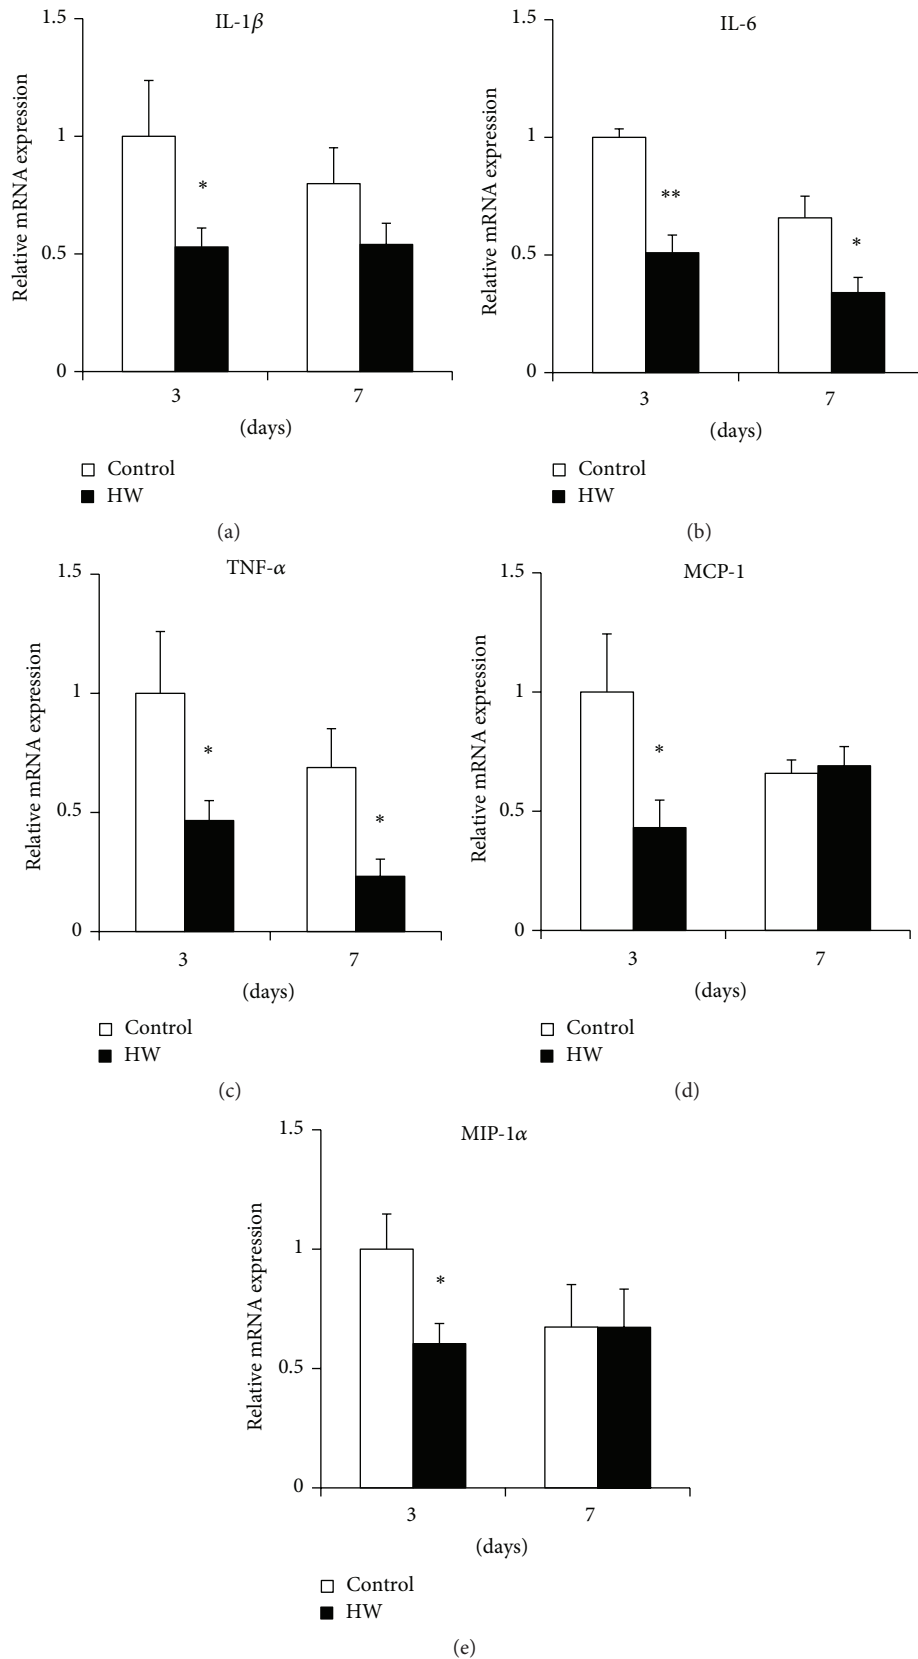 IL-1β
Relative mRNA expression
1.5
1
0.5
0
*
3
7
(days)
Control
HW
(a)
IL-6
Relative mRNA expression
1.5
1
0.5
0
**
*
3
7
(days)
Control
HW
(b)
TNF-α
Relative mRNA expression
1.5
1
0.5
0
*
*
3
7
(days)
Control
HW
(c)
MCP-1
Relative mRNA expression
1.5
1
0.5
0
*
3
7
(days)
Control
HW
(d)
MIP-1α
Relative mRNA expression
1.5
1
0.5
0
*
3
7
(days)
Control
HW
(e)